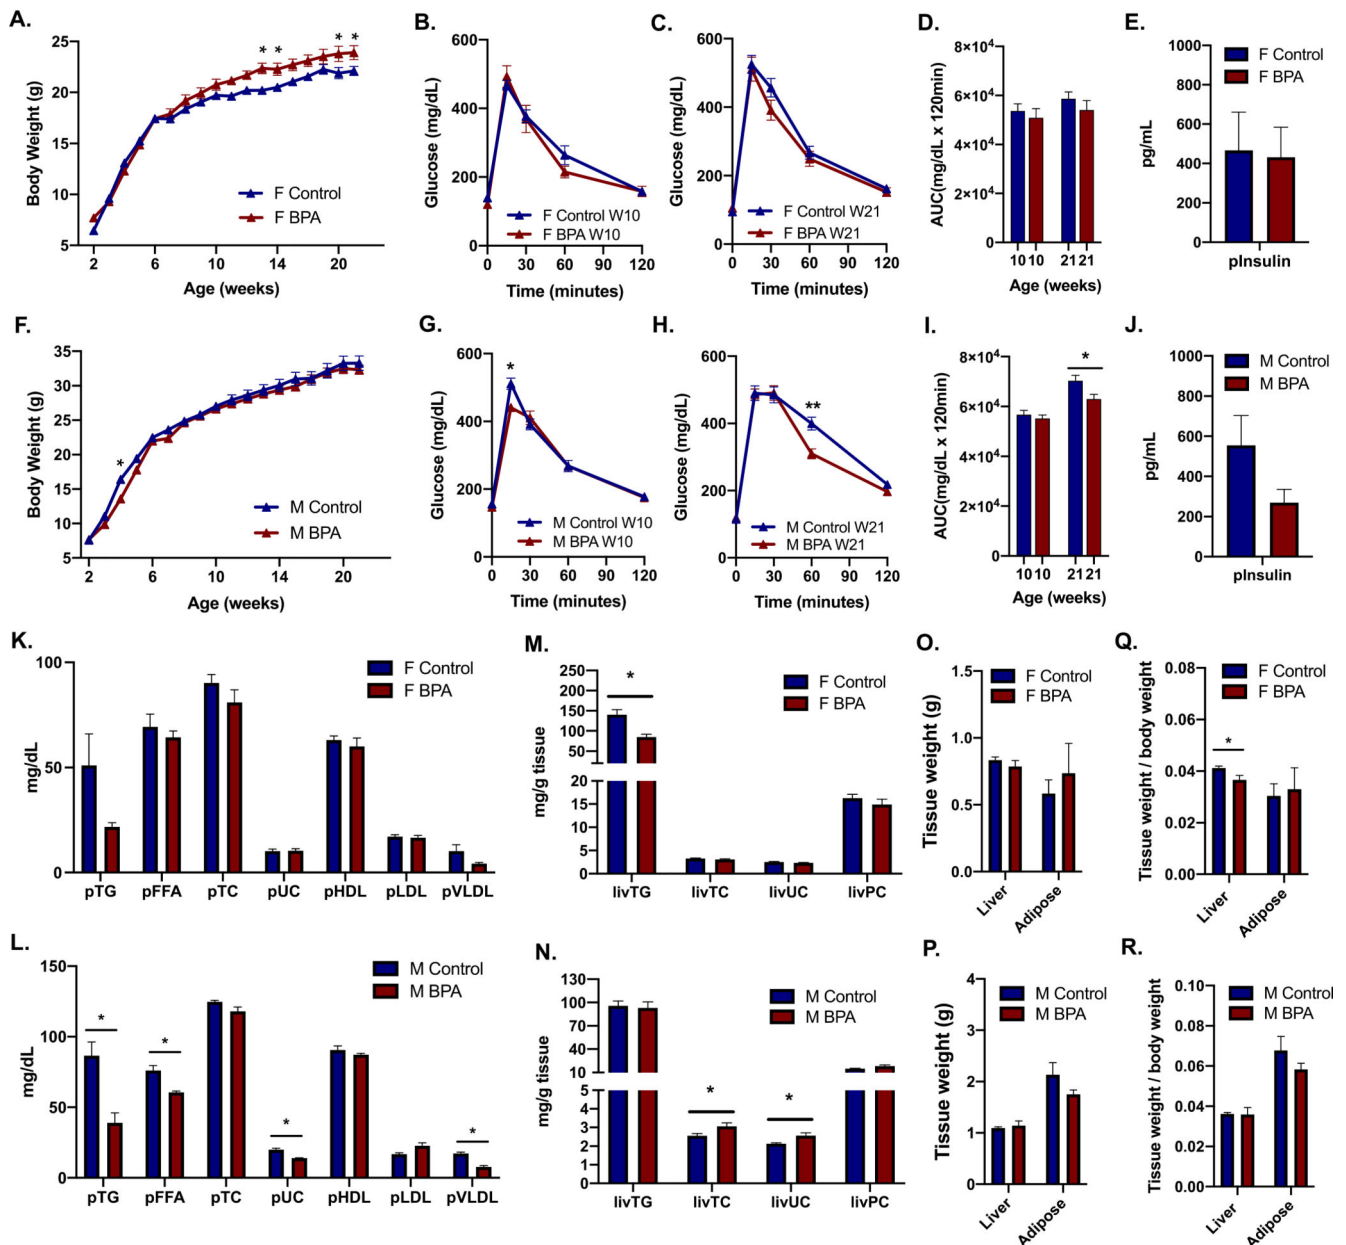 A.
25
20
15
10
5
Body Weight (g)
* * * *
F Control
F BPA
2 6 10 14 20
Age (weeks)
B.
600
400
200
0
Glucose (mg/dL)
F Control W10
F BPA W10
0 30 60 120
Time (minutes)
C.
600
400
200
0
Glucose (mg/dL)
F Control W21
F BPA W21
0 30 60 120
Time (minutes)
D.
8×10⁴
6×10⁴
4×10⁴
2×10⁴
0
AUC(mg/dL x 120min)
10 10 21 21
Age (weeks)
E.
1000
800
600
400
200
0
pg/mL
F Control
F BPA
pInsulin
F.
35
30
25
20
15
10
5
Body Weight (g)
*
M Control
M BPA
2 6 10 14 20
Age (weeks)
G.
600
400
200
0
Glucose (mg/dL)
*
M Control W10
M BPA W10
0 30 60 120
Time (minutes)
H.
600
400
200
0
Glucose (mg/dL)
**
M Control W21
M BPA W21
0 30 60 120
Time (minutes)
I.
8×10⁴
6×10⁴
4×10⁴
2×10⁴
0
AUC(mg/dL x 120min)
*
10 10 21 21
Age (weeks)
J.
1000
800
600
400
200
0
pg/mL
M Control
M BPA
pInsulin
K.
100
50
0
mg/dL
F Control
F BPA
pTG pFFA pTC pUC pHDL pLDL pVLDL
M.
250
200
150
100
50
20
15
10
5
0
mg/g tissue
*
F Control
F BPA
livTG livTC livUC livPC
O.
1.5
1.0
0.5
0.0
Tissue weight (g)
F Control
F BPA
Liver Adipose
Q.
0.08
0.06
0.04
0.02
0.00
Tissue weight / body weight
F Control
F BPA
*
Liver Adipose
L.
150
100
50
0
mg/dL
M Control
M BPA
* * * *
pTG pFFA pTC pUC pHDL pLDL pVLDL
N.
130
100
70
40
10
5
4
3
2
1
0
mg/g tissue
M Control
M BPA
* *
livTG livTC livUC livPC
P.
4
3
2
1
0
Tissue weight (g)
M Control
M BPA
Liver Adipose
R.
0.10
0.08
0.06
0.04
0.02
0.00
Tissue weight / body weight
M Control
M BPA
Liver Adipose